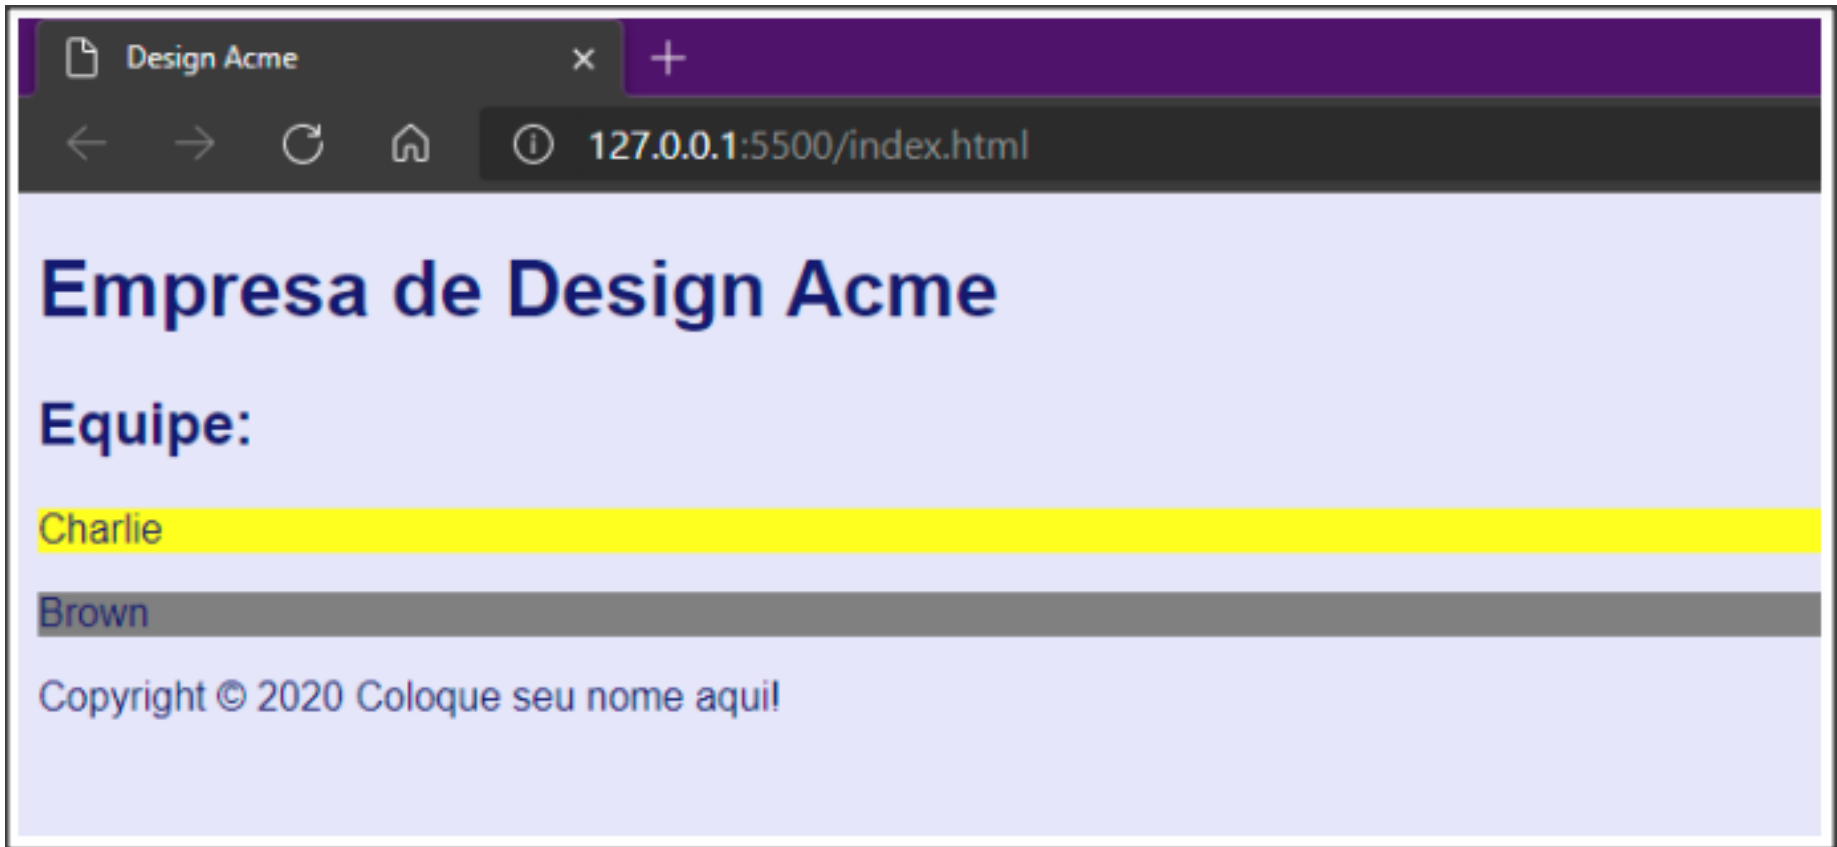 Design Acme
127.0.0.1:5500/index.html
Empresa de Design Acme
Equipe:
Charlie
Brown
Copyright © 2020 Coloque seu nome aqui!